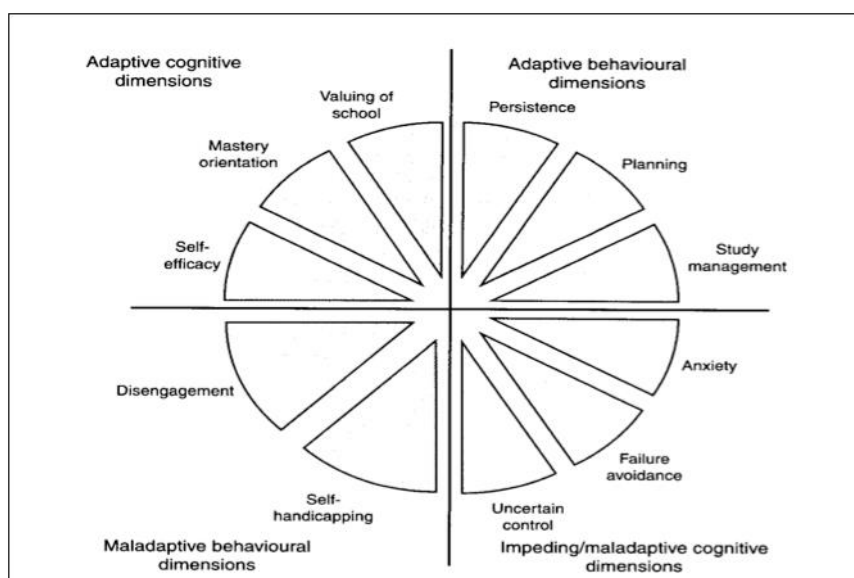 Adaptive cognitive
dimensions
Adaptive behavioural
dimensions
Valuing of
school
Persistence
Mastery
orientation
Planning
Self-
efficacy
Study
management
Disengagement
Anxiety
Failure
avoidance
Self-
handicapping
Uncertain
control
Maladaptive behavioural
dimensions
Impeding/maladaptive cognitive
dimensions